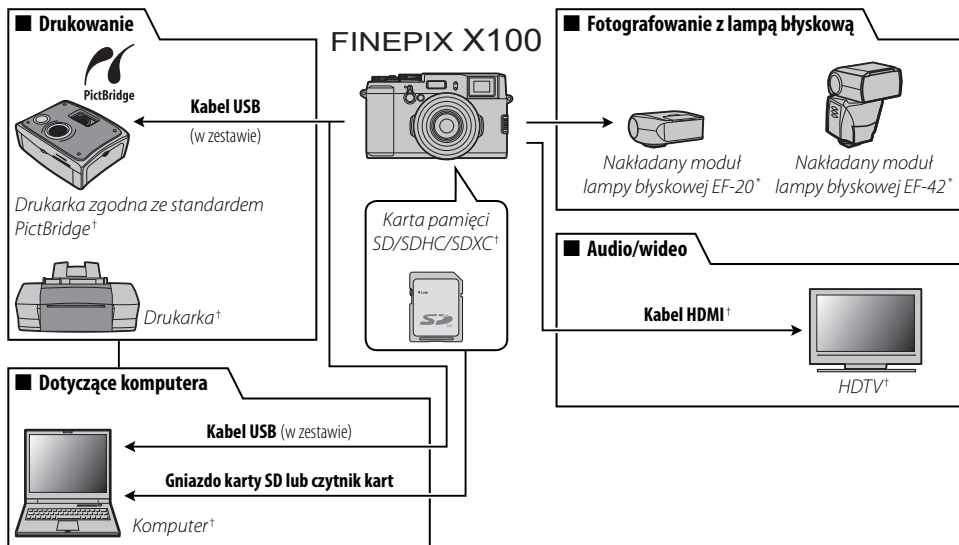 ■ Drukowanie
PictBridge
Kabel USB
(w zestawie)
Drukarka zgodna ze standardem
PictBridge†
Drukarka†
FINEPIX X100
Karta pamięci
SD/SDHC/SDXC†
Lock
SD
■ Fotografowanie z lampą błyskową
Nakładany moduł
lampy błyskowej EF-20*
Nakładany moduł
lampy błyskowej EF-42*
■ Audio/wideo
Kabel HDMI†
HDTV†
■ Dotyczące komputera
Kabel USB (w zestawie)
Gniazdo karty SD lub czytnik kart
Komputer†